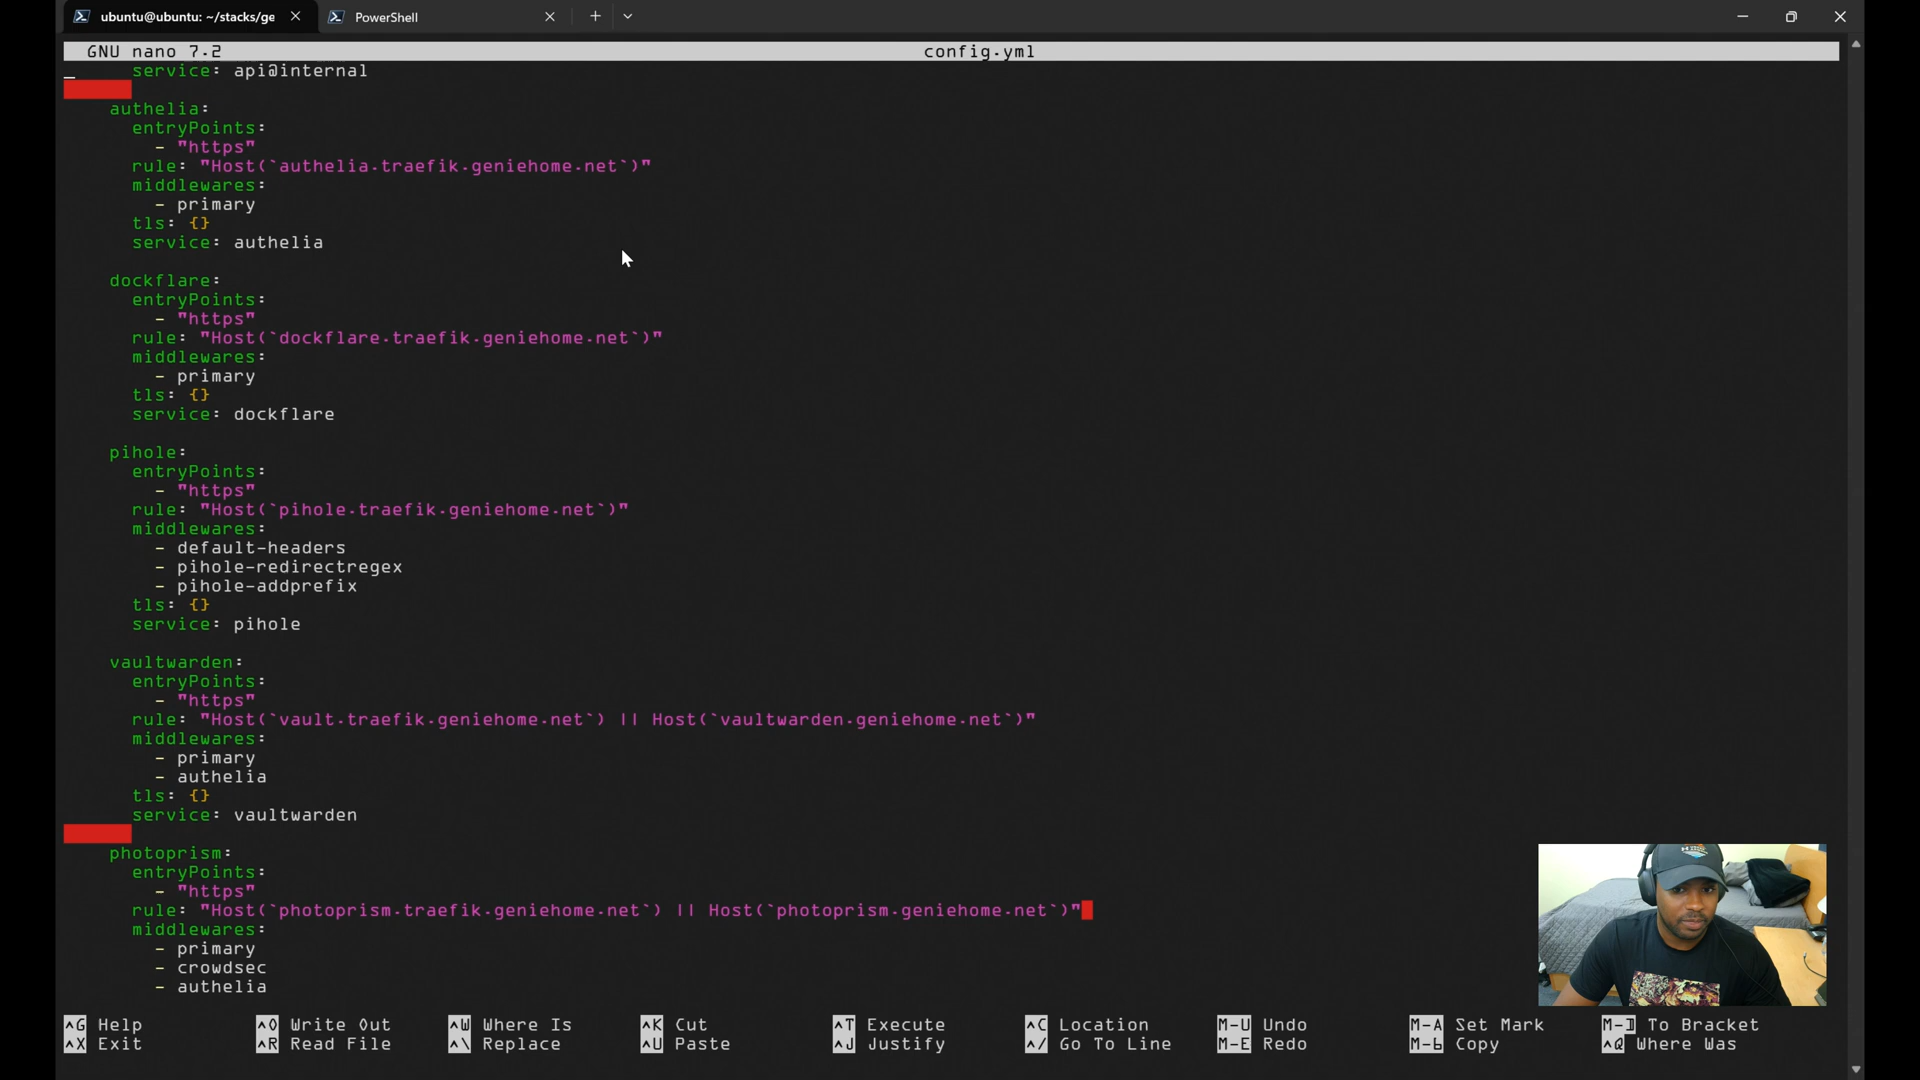 ubuntu@ubuntu: ~/stacks/ge
PowerShell
GNU nano 7.2
config.yml
service: api@internal
authelia:
entryPoints:
- "https"
rule: "Host(`authelia.traefik.geniehome.net`)"
middlewares:
- primary
tls: {}
service: authelia
dockflare:
entryPoints:
- "https"
rule: "Host(`dockflare.traefik.geniehome.net`)"
middlewares:
- primary
tls: {}
service: dockflare
pihole:
entryPoints:
- "https"
rule: "Host(`pihole.traefik.geniehome.net`)"
middlewares:
- default-headers
- pihole-redirectregex
- pihole-addprefix
tls: {}
service: pihole
vaultwarden:
entryPoints:
- "https"
rule: "Host(`vault.traefik.geniehome.net`) || Host(`vaultwarden.geniehome.net`)"
middlewares:
- primary
- authelia
tls: {}
service: vaultwarden
photoprism:
entryPoints:
- "https"
rule: "Host(`photoprism.traefik.geniehome.net`) || Host(`photoprism.geniehome.net`)"
middlewares:
- primary
- crowdsec
- authelia
^G Help ^O Write Out ^W Where Is ^K Cut ^T Execute ^C Location M-U Undo M-A Set Mark M-] To Bracket
^X Exit ^R Read File ^\ Replace ^U Paste ^J Justify ^/ Go To Line M-E Redo M-6 Copy ^Q Where Was